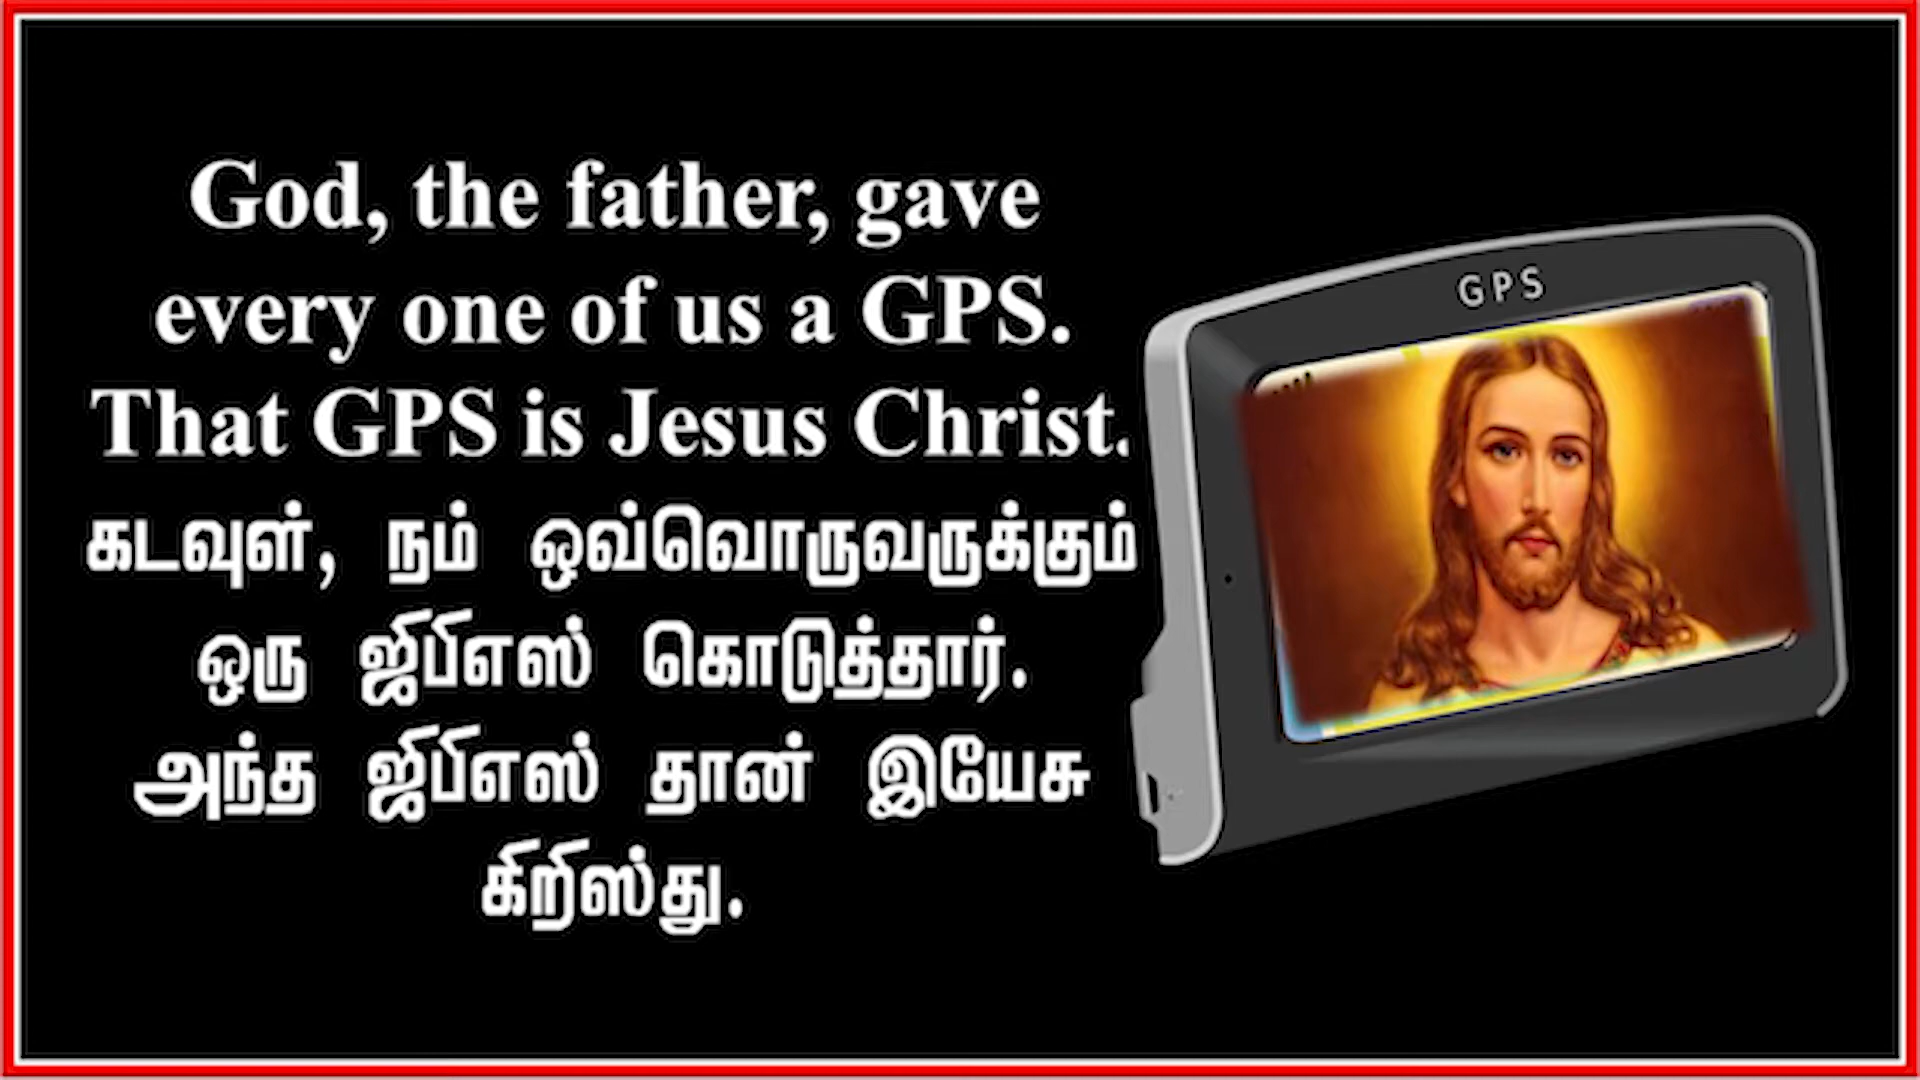 God, the father, gave
every one of us a GPS.
That GPS is Jesus Christ.
கடவுள், நம் ஒவ்வொருவருக்கும்
ஒரு ஜிபிஎஸ் கொடுத்தார்.
அந்த ஜிபிஎஸ் தான் இயேசு
கிறிஸ்து.
GPS